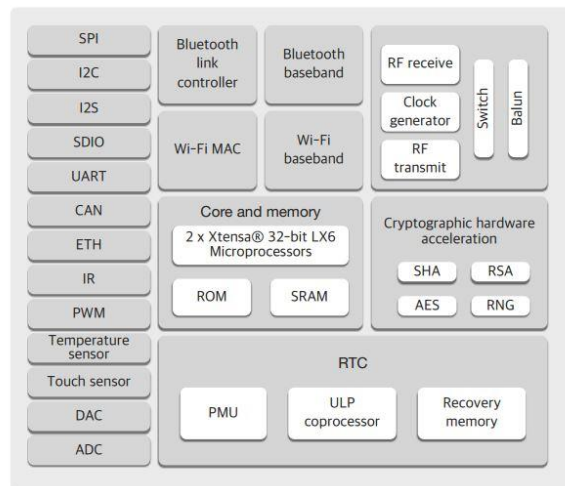 SPI
I2C
I2S
SDIO
UART
CAN
ETH
IR
PWM
Temperature
sensor
Touch sensor
DAC
ADC
Bluetooth
link
controller
Bluetooth
baseband
Wi-Fi MAC
Wi-Fi
baseband
RF receive
Clock
generator
RF
transmit
Switch
Balun
Core and memory
2 x Xtensa® 32-bit LX6
Microprocessors
ROM
SRAM
Cryptographic hardware
acceleration
SHA
RSA
AES
RNG
RTC
PMU
ULP
coprocessor
Recovery
memory